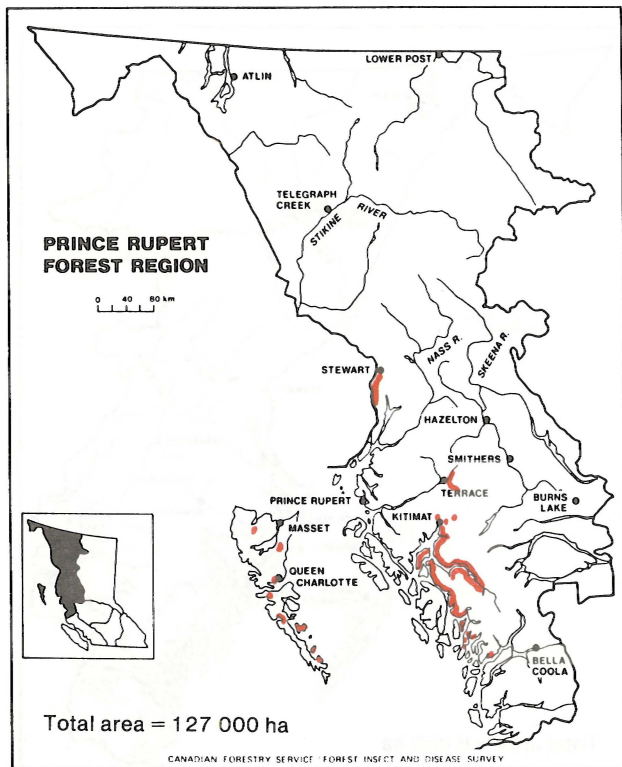 LOWER POST
ATLIN
TELEGRAPH
CREEK
STIKINE RIVER
PRINCE RUPERT
FOREST REGION
0 40 80 km
NASS R.
SKEENA R.
STEWART
HAZELTON
SMITHERS
TERRACE
PRINCE RUPERT
BURNS
LAKE
KITIMAT
MASSET
QUEEN
CHARLOTTE
BELLA
COOLA
Total area = 127 000 ha
CANADIAN FORESTRY SERVICE FOREST INSECT AND DISEASE SURVEY